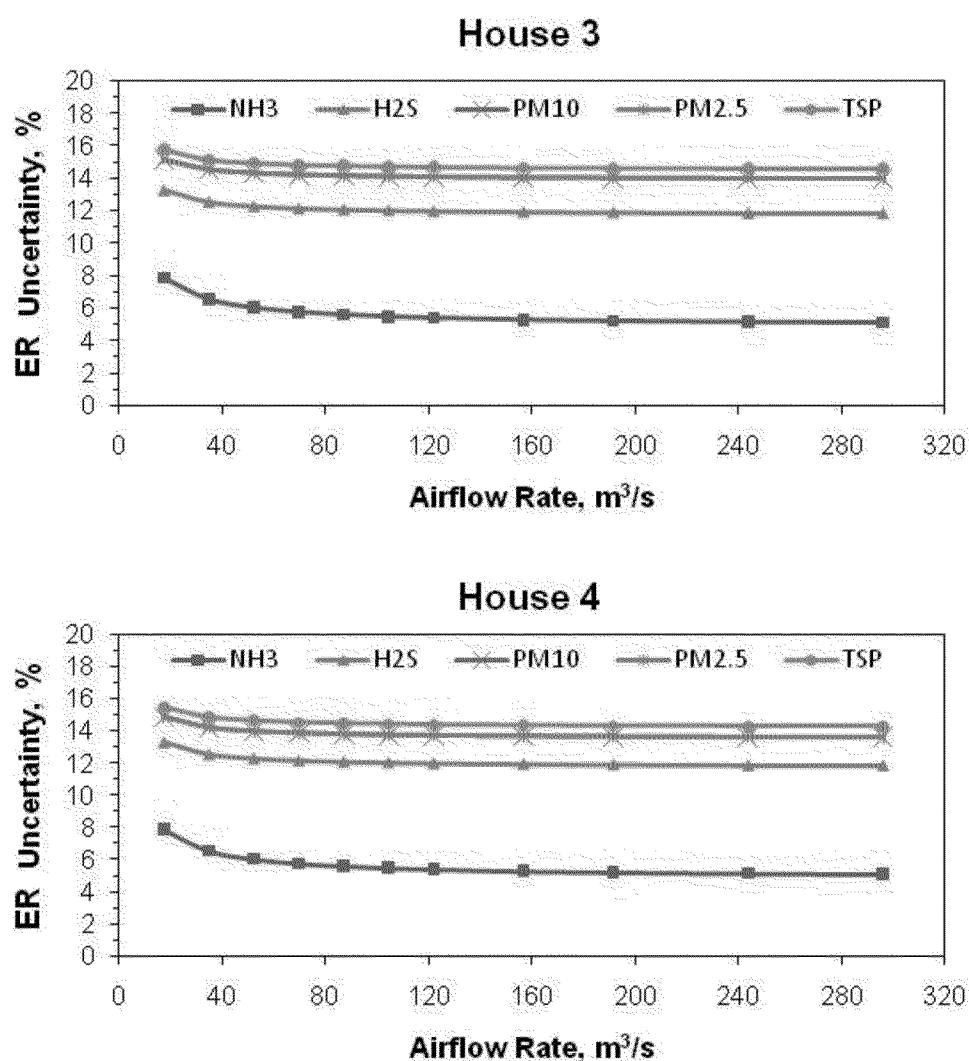 House 3
20
18
16
14
12
10
8
6
4
2
0
ER Uncertainty, %
NH3 H2S PM10 PM2.5 TSP
0 40 80 120 160 200 240 280 320
Airflow Rate, m³/s
House 4
20
18
16
14
12
10
8
6
4
2
0
ER Uncertainty, %
NH3 H2S PM10 PM2.5 TSP
0 40 80 120 160 200 240 280 320
Airflow Rate, m³/s